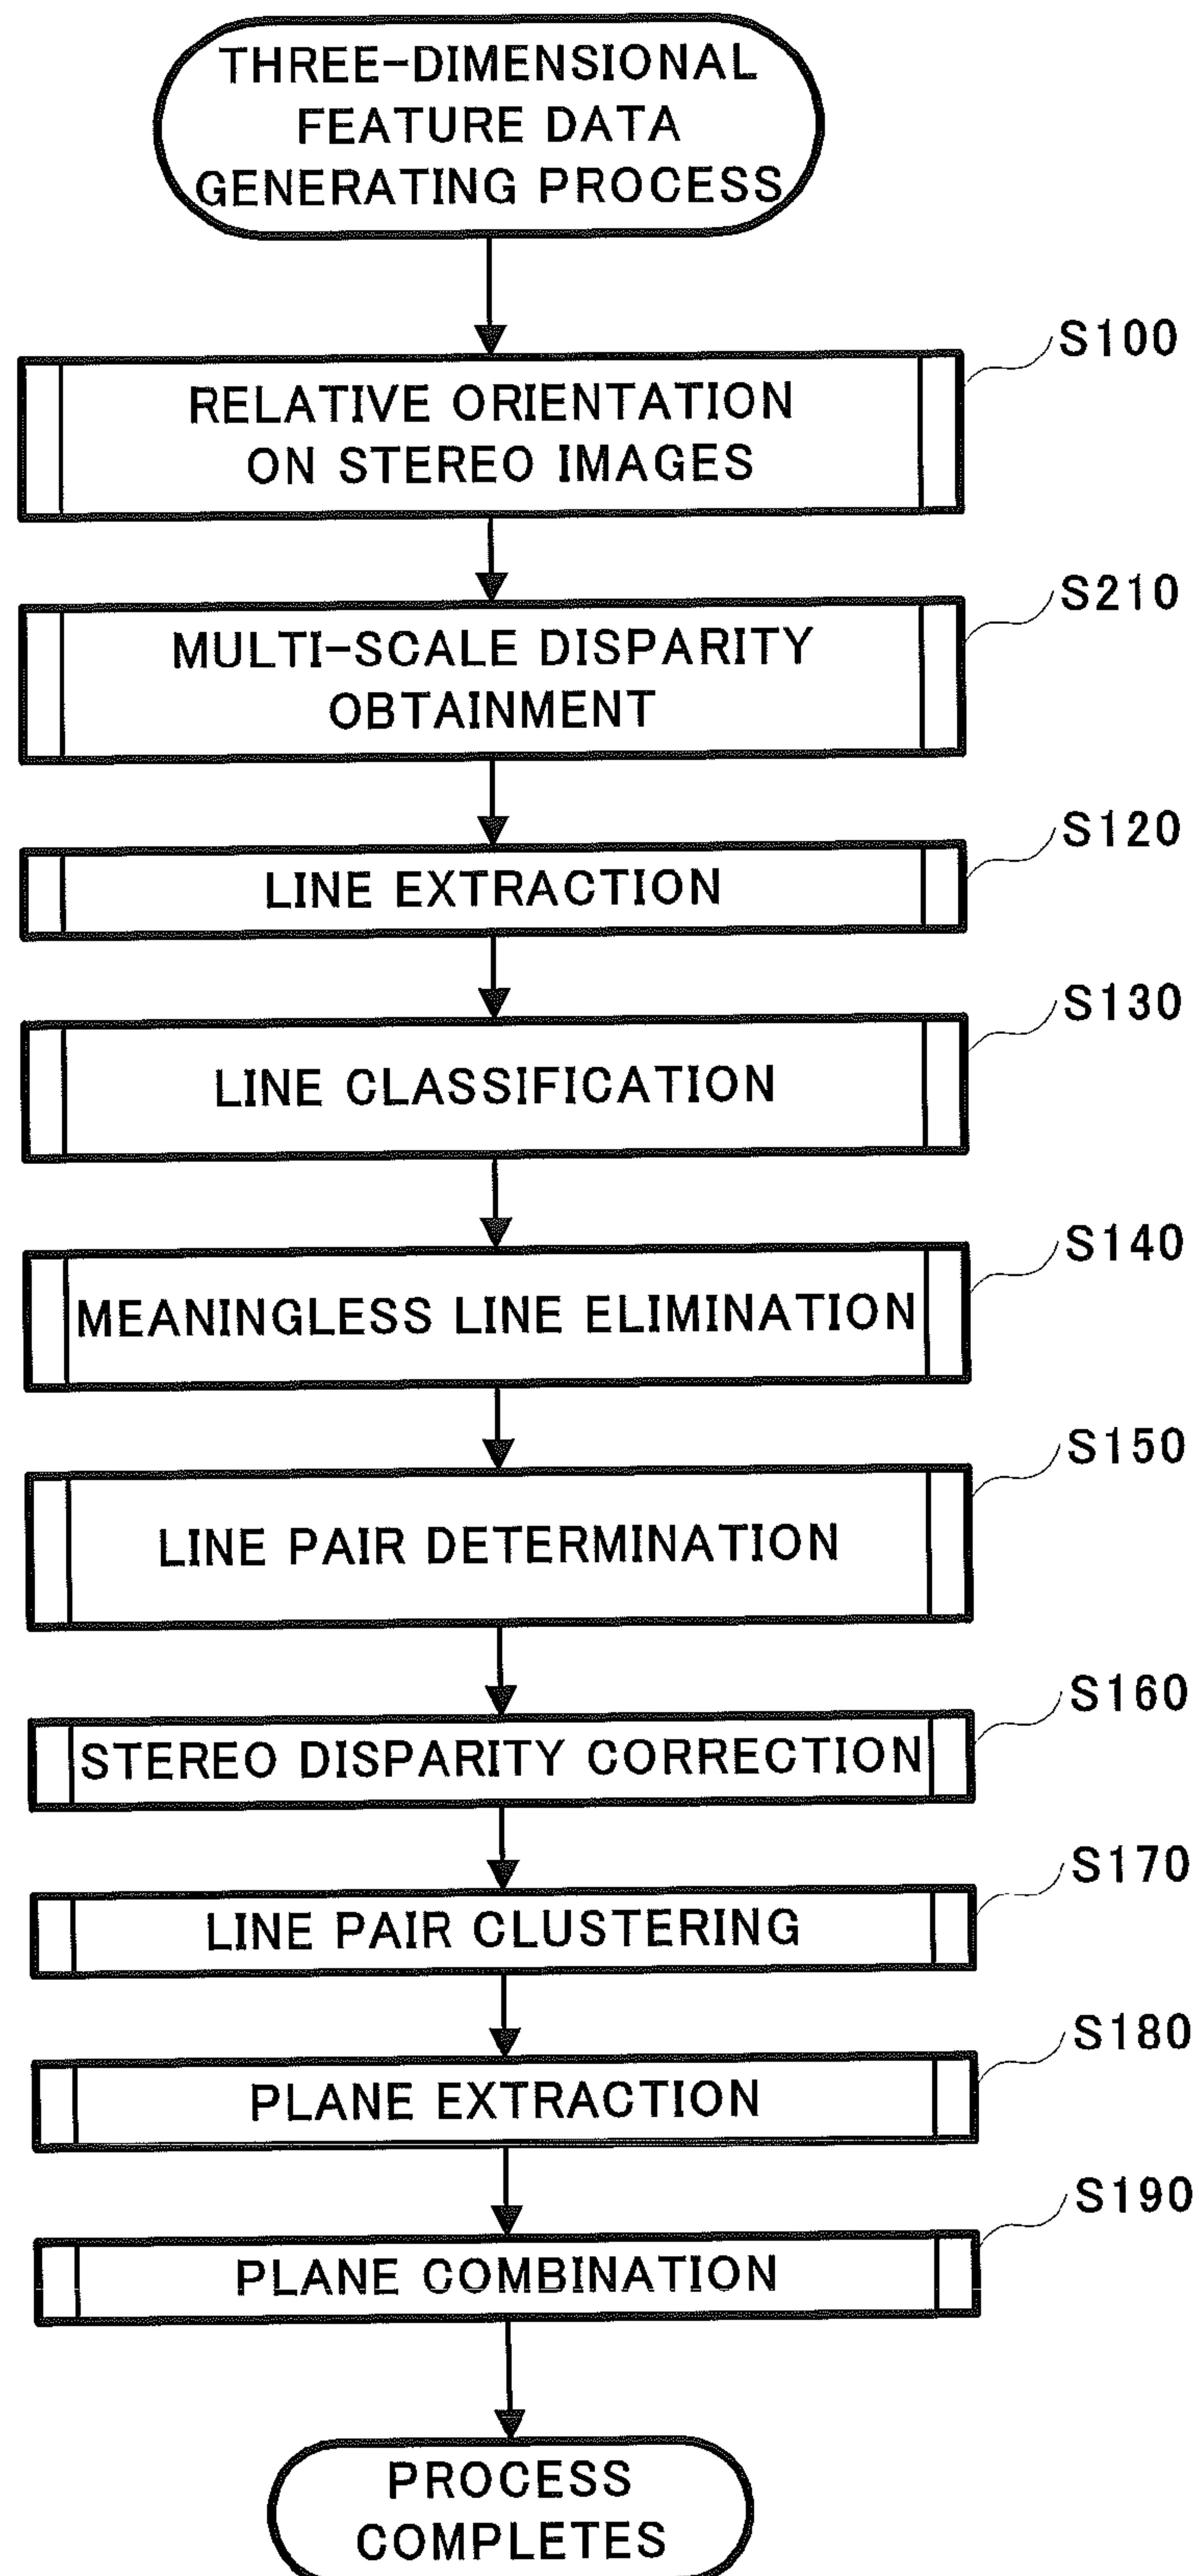 THREE-DIMENSIONAL
FEATURE DATA
GENERATING PROCESS
S100
RELATIVE ORIENTATION
ON STEREO IMAGES
S210
MULTI-SCALE DISPARITY
OBTAINMENT
S120
LINE EXTRACTION
S130
LINE CLASSIFICATION
S140
MEANINGLESS LINE ELIMINATION
S150
LINE PAIR DETERMINATION
S160
STEREO DISPARITY CORRECTION
S170
LINE PAIR CLUSTERING
S180
PLANE EXTRACTION
S190
PLANE COMBINATION
PROCESS
COMPLETES